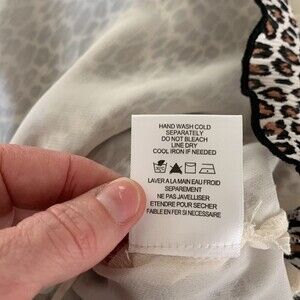 HAND WASH COLD
SEPARATELY
DO NOT BLEACH
LINE DRY
COOL IRON IF NEEDED
LAVER A LA MAIN EAU FROID
SEPAREMENT
NE PAS JAVELLISER
ETENDRE POUR SECHER
FAIBLE EN FER SI NECESSAIRE